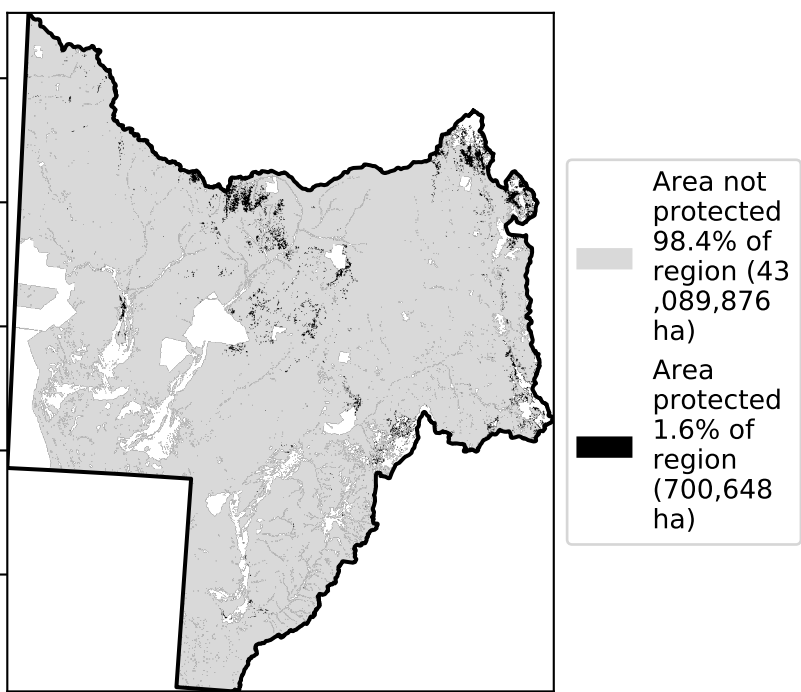 Area not
protected
98.4% of
region (43
,089,876
ha)
Area
protected
1.6% of
region
(700,648
ha)